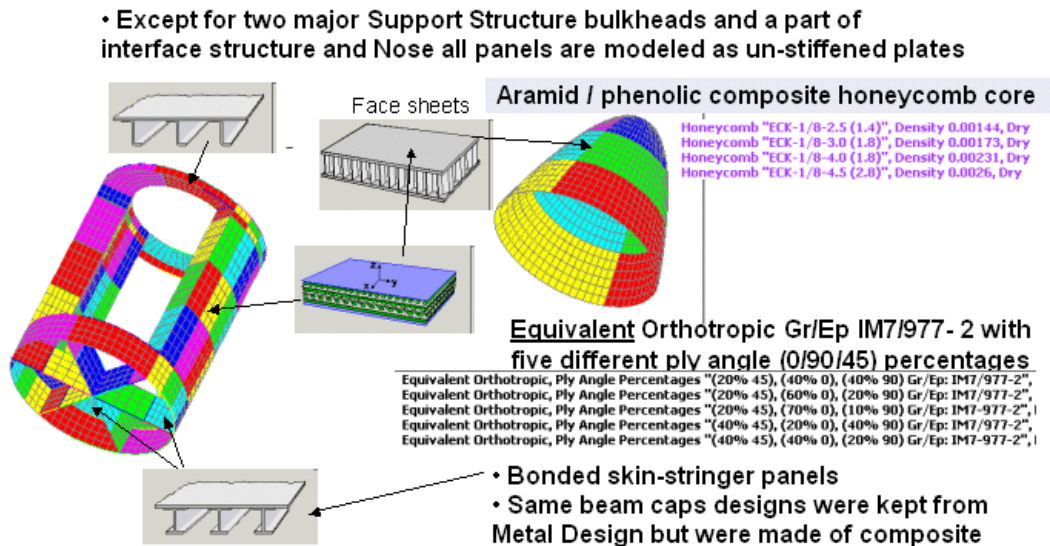 • Except for two major Support Structure bulkheads and a part of
interface structure and Nose all panels are modeled as un-stiffened plates
Face sheets
Aramid / phenolic composite honeycomb core
Honeycomb "ECK-1/8-2.5 (1.4)", Density 0.00144, Dry
Honeycomb "ECK-1/8-3.0 (1.8)", Density 0.00173, Dry
Honeycomb "ECK-1/8-4.0 (1.8)", Density 0.00231, Dry
Honeycomb "ECK-1/8-4.5 (2.8)", Density 0.0026, Dry
z
y
x
Equivalent Orthotropic Gr/Ep IM7/977- 2 with
five different ply angle (0/90/45) percentages
Equivalent Orthotropic, Ply Angle Percentages "(20% 45), (40% 0), (40% 90) Gr/Ep: IM7/977-2",
Equivalent Orthotropic, Ply Angle Percentages "(20% 45), (60% 0), (20% 90) Gr/Ep: IM7/977-2",
Equivalent Orthotropic, Ply Angle Percentages "(20% 45), (70% 0), (10% 90) Gr/Ep: IM7-977-2", I
Equivalent Orthotropic, Ply Angle Percentages "(40% 45), (20% 0), (40% 90) Gr/Ep: IM7/977-2",
Equivalent Orthotropic, Ply Angle Percentages "(40% 45), (40% 0), (20% 90) Gr/Ep: IM7-977-2", I
• Bonded skin-stringer panels
• Same beam caps designs were kept from
Metal Design but were made of composite